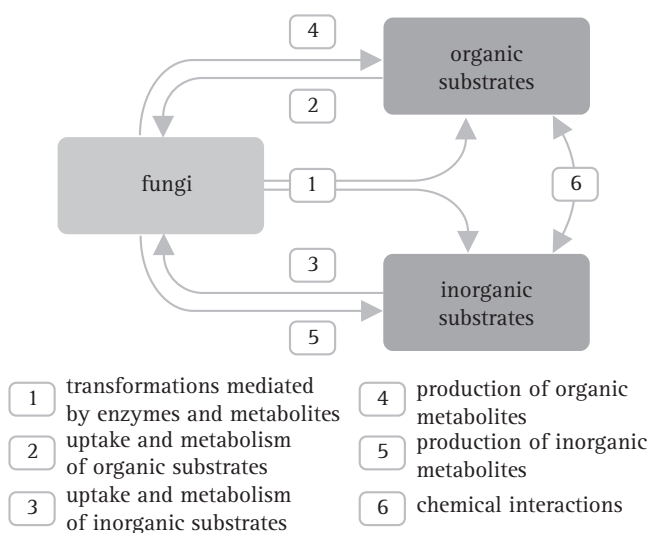 4
organic
substrates
2
fungi
1
6
3
inorganic
substrates
5
1 transformations mediated
by enzymes and metabolites
2 uptake and metabolism
of organic substrates
3 uptake and metabolism
of inorganic substrates
4 production of organic
metabolites
5 production of inorganic
metabolites
6 chemical interactions